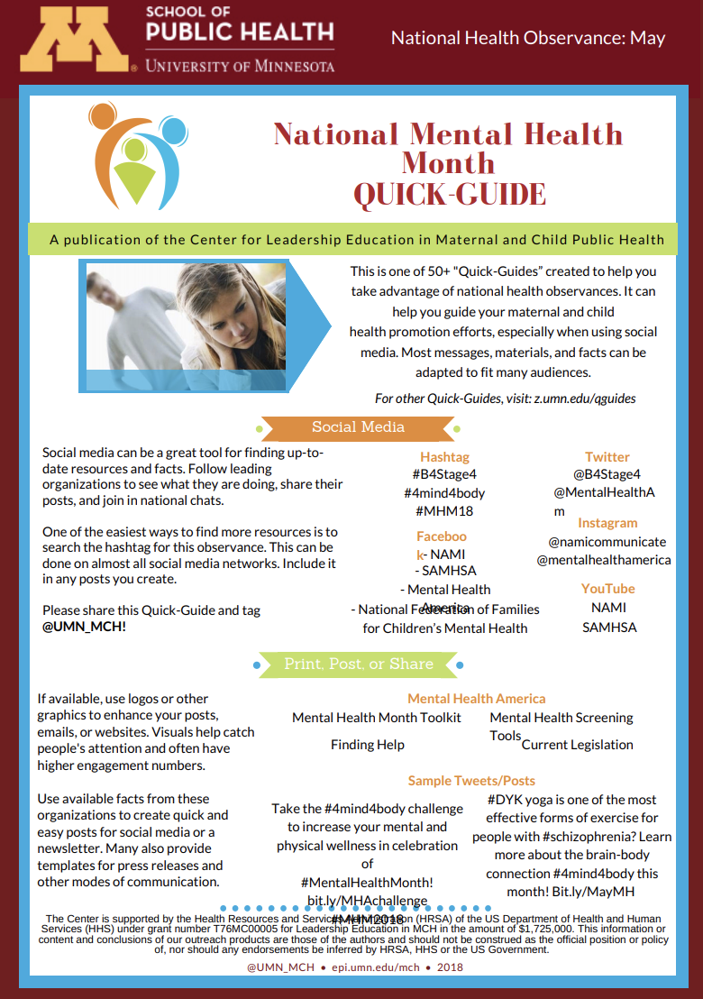 SCHOOL OF
PUBLIC HEALTH
UNIVERSITY OF MINNESOTA
National Health Observance: May
National Mental Health
Month
QUICK-GUIDE
A publication of the Center for Leadership Education in Maternal and Child Public Health
This is one of 50+ "Quick-Guides” created to help you
take advantage of national health observances. It can
help you guide your maternal and child
health promotion efforts, especially when using social
media. Most messages, materials, and facts can be
adapted to fit many audiences.
For other Quick-Guides, visit: z.umn.edu/qguides
Social Media
Social media can be a great tool for finding up-to-
date resources and facts. Follow leading
organizations to see what they are doing, share their
posts, and join in national chats.
One of the easiest ways to find more resources is to
search the hashtag for this observance. This can be
done on almost all social media networks. Include it
in any posts you create.
Please share this Quick-Guide and tag
@UMN_MCH!
Hashtag
#B4Stage4
#4mind4body
#MHM18
Faceboo
k
- NAMI
- SAMHSA
- Mental Health
America
- National Federation of Families
for Children’s Mental Health
Twitter
@B4Stage4
@MentalHealthA
m
Instagram
@namicommunicate
@mentalhealthamerica
YouTube
NAMI
SAMHSA
Print, Post, or Share
If available, use logos or other
graphics to enhance your posts,
emails, or websites. Visuals help catch
people's attention and often have
higher engagement numbers.
Use available facts from these
organizations to create quick and
easy posts for social media or a
newsletter. Many also provide
templates for press releases and
other modes of communication.
Mental Health America
Mental Health Month Toolkit
Mental Health Screening
Tools
Finding Help
Current Legislation
Sample Tweets/Posts
Take the #4mind4body challenge
to increase your mental and
physical wellness in celebration
of
#MentalHealthMonth!
bit.ly/MHAchallenge
#MHM2018
#DYK yoga is one of the most
effective forms of exercise for
people with #schizophrenia? Learn
more about the brain-body
connection #4mind4body this
month! Bit.ly/MayMH
The Center is supported by the Health Resources and Services Administration (HRSA) of the US Department of Health and Human
Services (HHS) under grant number T76MC00005 for Leadership Education in MCH in the amount of $1,725,000. This information or
content and conclusions of our outreach products are those of the authors and should not be construed as the official position or policy
of, nor should any endorsements be inferred by HRSA, HHS or the US Government.
@UMN_MCH • epi.umn.edu/mch • 2018